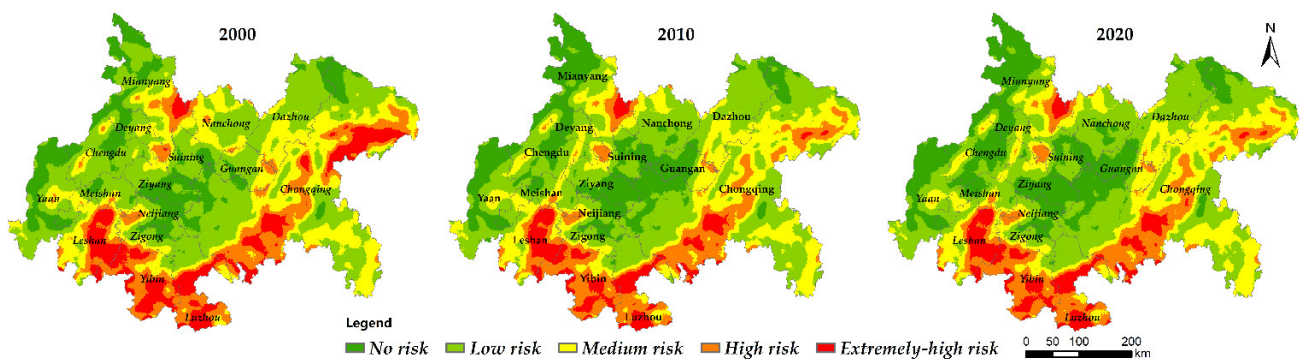 2000
Mianyang
Deyang
Nanchong
Dazhou
Chengdu
Suining
Guangan
Ziyang
Meishan
Chongqing
Yaan
Neijiang
Leshan
Zigong
Yibin
Luzhou
2010
Mianyang
Deyang
Nanchong
Dazhou
Chengdu
Suining
Guangan
Ziyang
Chongqing
Meishan
Yaan
Neijiang
Leshan
Zigong
Yibin
Luzhou
2020
N
Mianyang
Deyang
Nanchong
Dazhou
Chengdu
Suining
Guangan
Ziyang
Meishan
Chongqing
Yaan
Neijiang
Leshan
Zigong
Yibin
Luzhou
Legend
No risk
Low risk
Medium risk
High risk
Extremely-high risk
0 50 100 200
km